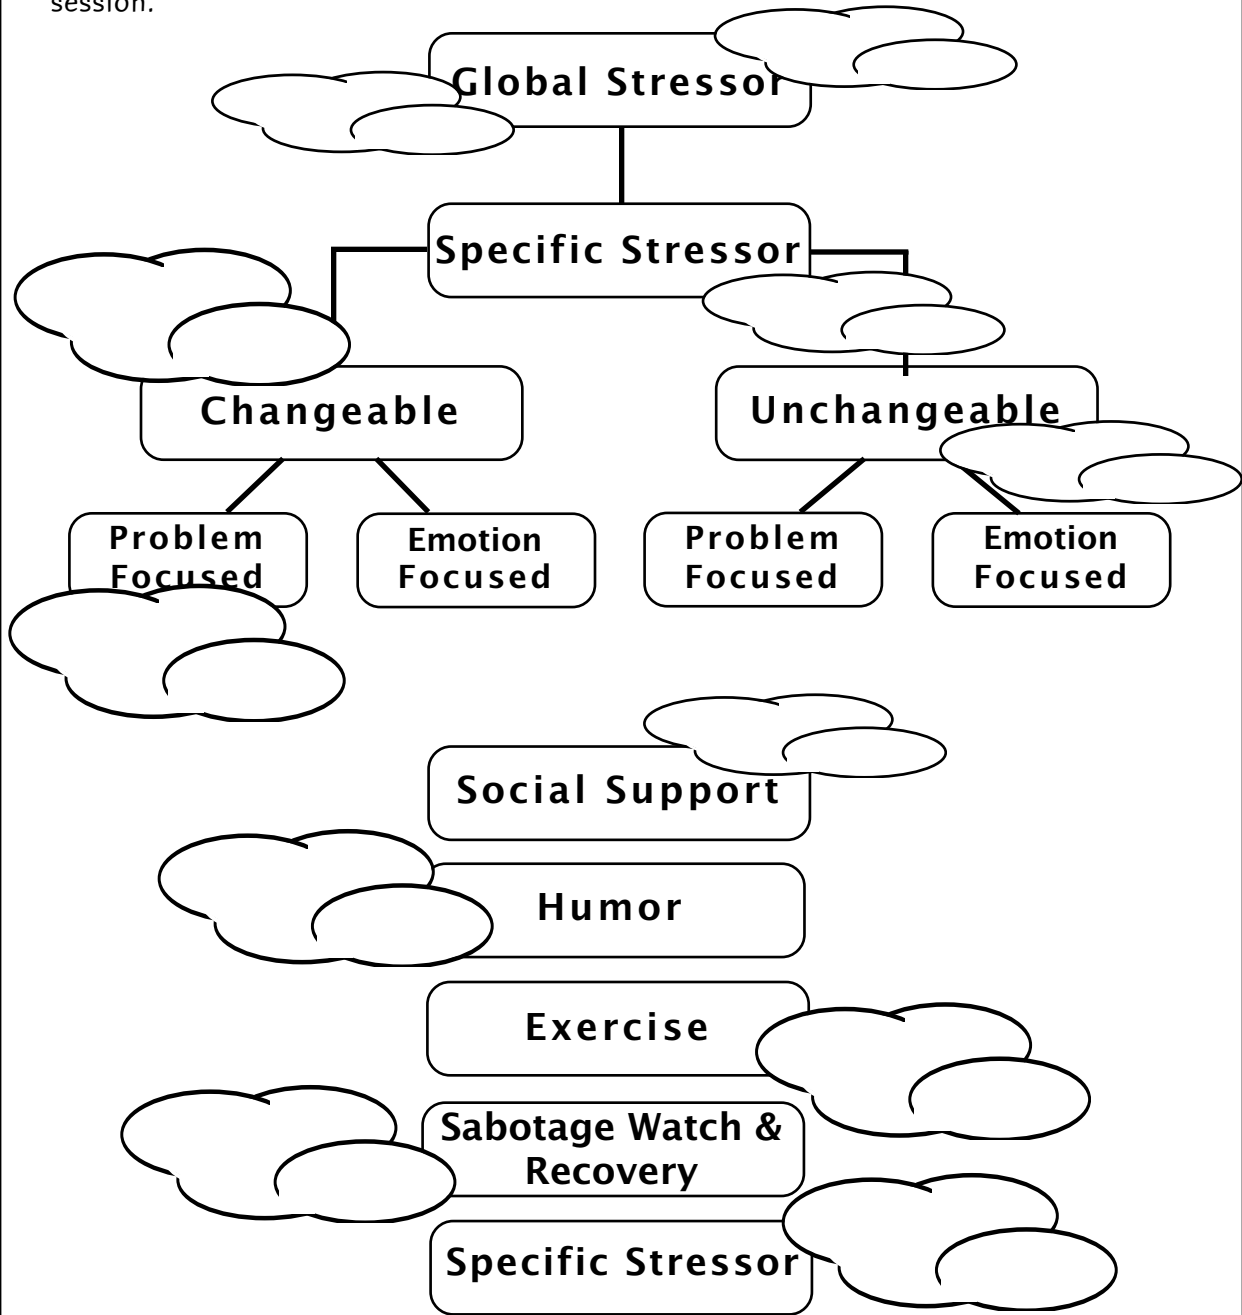 session.
Global Stressor
Specific Stressor
Changeable
Unchangeable
Problem
Focused
Emotion
Focused
Problem
Focused
Emotion
Focused
Social Support
Humor
Exercise
Sabotage Watch &
Recovery
Specific Stressor